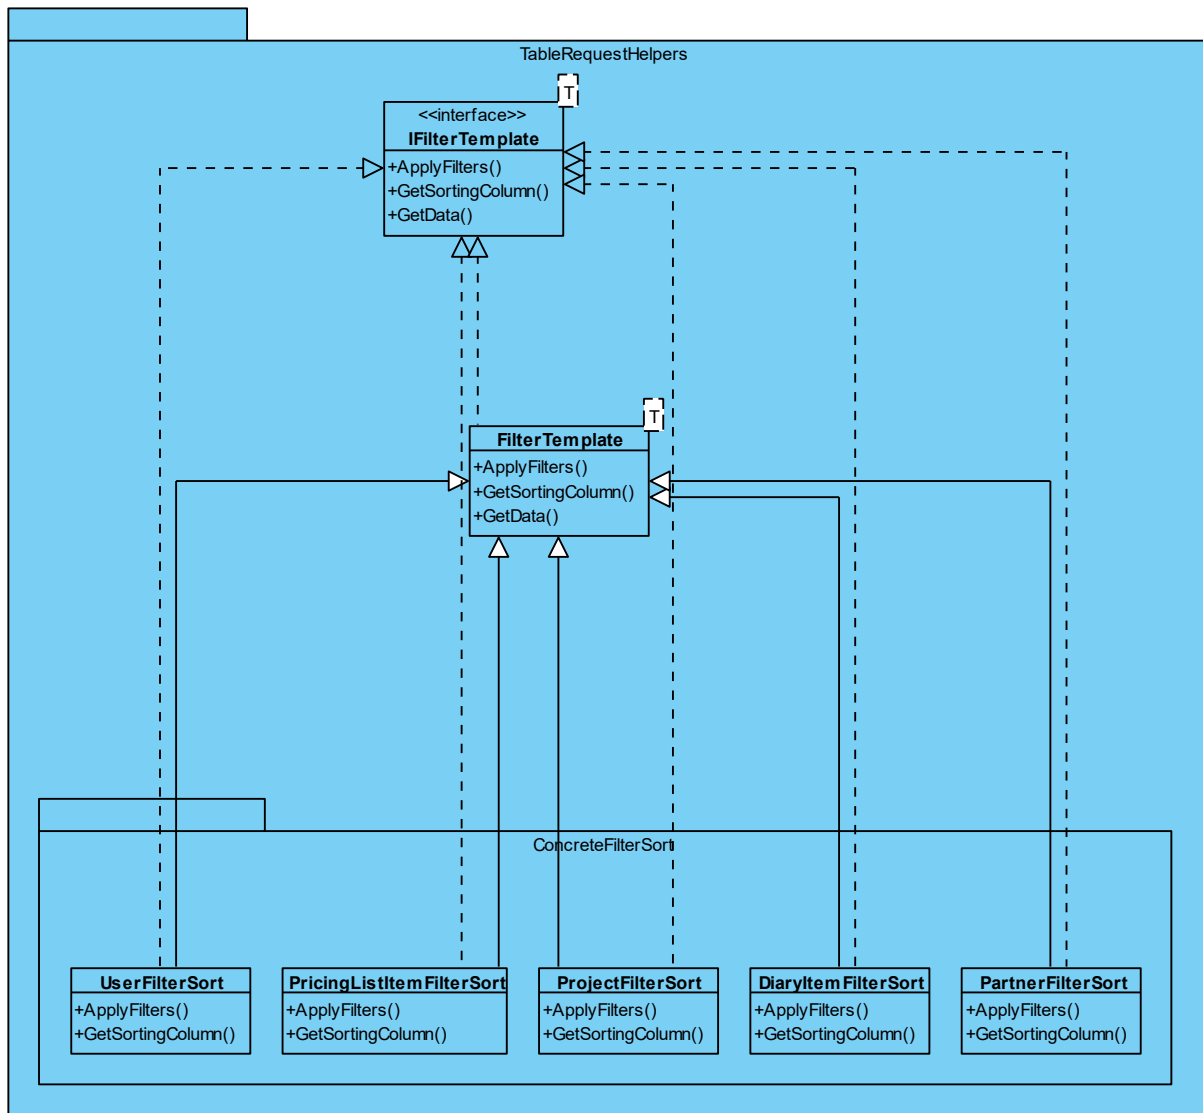 TableRequestHelpers
T
<<interface>>
IFilterTemplate
+ApplyFilters()
+GetSortingColumn()
+GetData()
T
FilterTemplate
+ApplyFilters()
+GetSortingColumn()
+GetData()
ConcreteFilterSort
UserFilterSort
+ApplyFilters()
+GetSortingColumn()
PricingListItemFilterSort
+ApplyFilters()
+GetSortingColumn()
ProjectFilterSort
+ApplyFilters()
+GetSortingColumn()
DiaryItemFilterSort
+ApplyFilters()
+GetSortingColumn()
PartnerFilterSort
+ApplyFilters()
+GetSortingColumn()